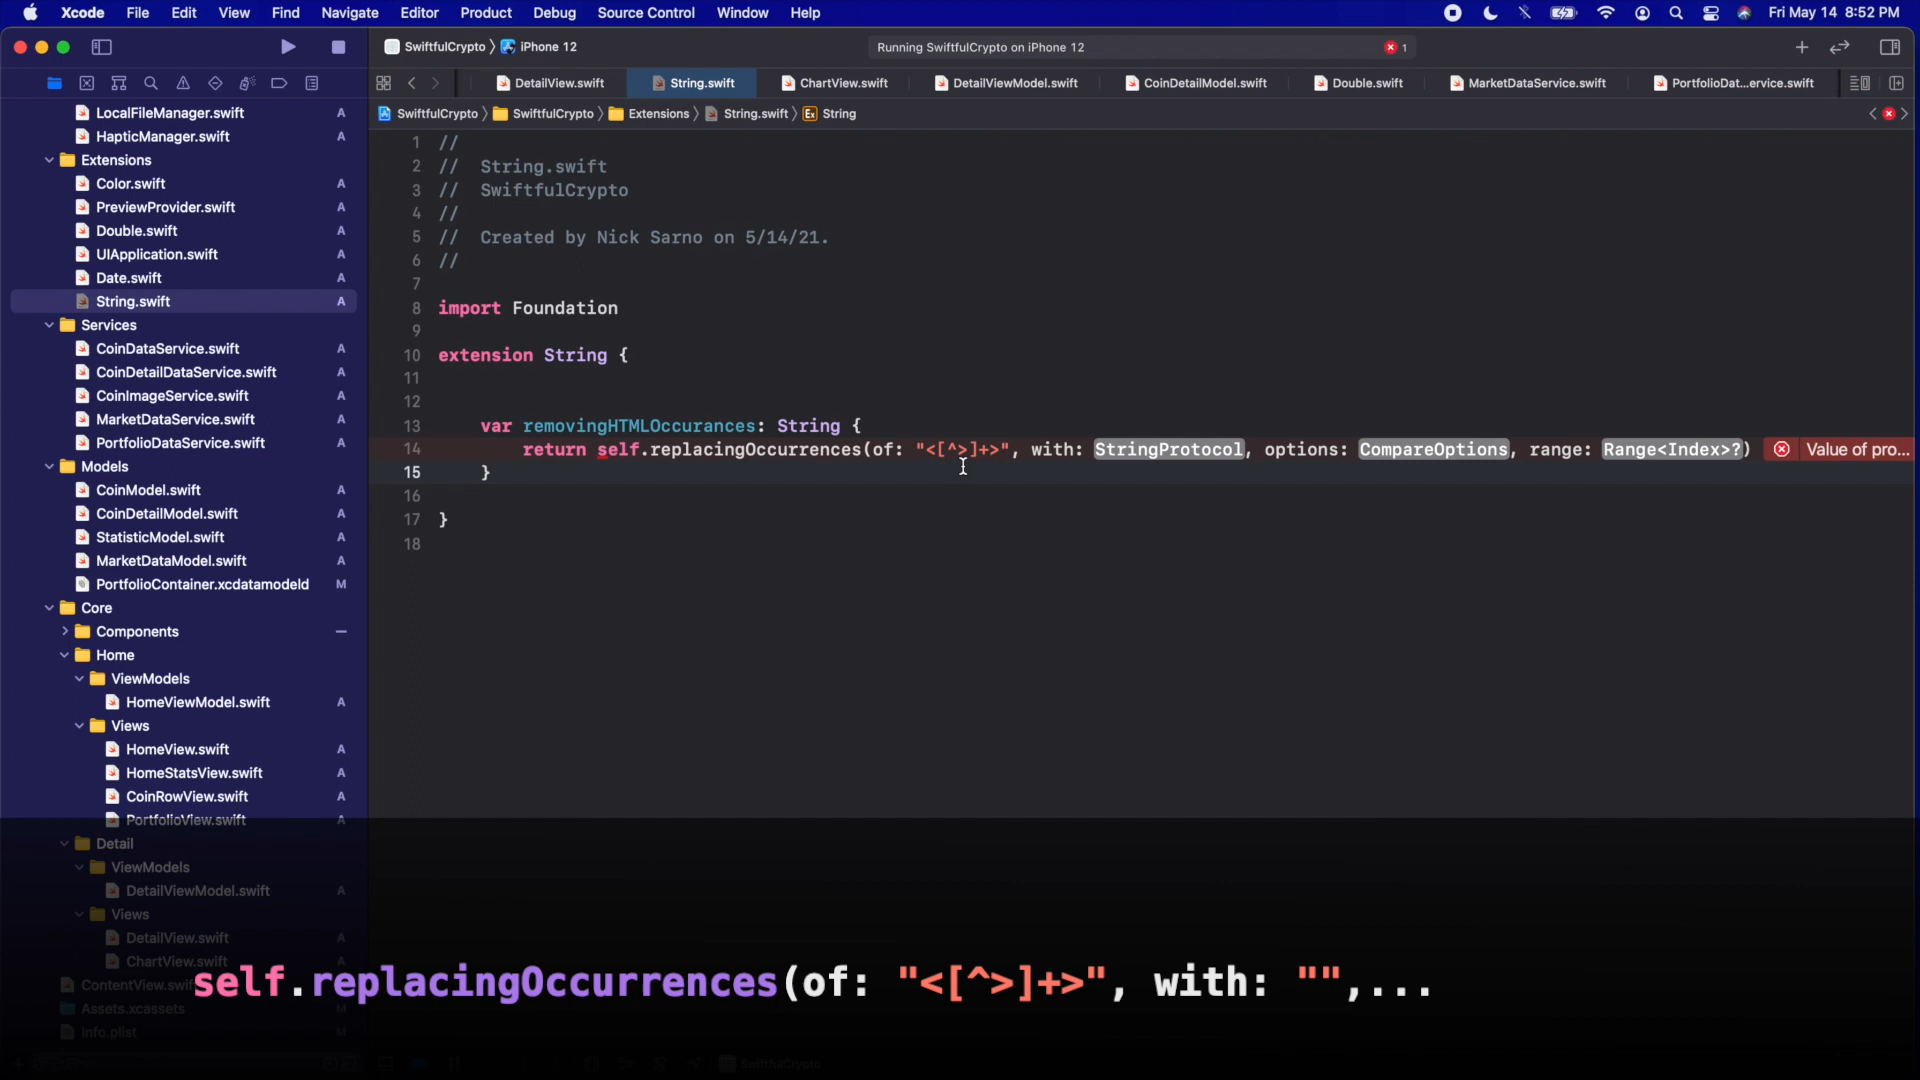 Xcode File Edit View Find Navigate Editor Product Debug Source Control Window Help Fri May 14 8:52 PM
SwiftfulCrypto 〉 iPhone 12 Running SwiftfulCrypto on iPhone 12 1
DetailView.swift String.swift ChartView.swift DetailViewModel.swift CoinDetailModel.swift Double.swift MarketDataService.swift PortfolioDat...ervice.swift
SwiftfulCrypto 〉 SwiftfulCrypto 〉 Extensions 〉 String.swift 〉 Ex String
LocalFileManager.swift A
HapticManager.swift A
Extensions
Color.swift A
PreviewProvider.swift A
Double.swift A
UIApplication.swift A
Date.swift A
String.swift A
Services
CoinDataService.swift A
CoinDetailDataService.swift A
CoinImageService.swift A
MarketDataService.swift A
PortfolioDataService.swift A
Models
CoinModel.swift A
CoinDetailModel.swift A
StatisticModel.swift A
MarketDataModel.swift A
PortfolioContainer.xcdatamodeld M
Core
Components
Home
ViewModels
HomeViewModel.swift A
Views
HomeView.swift A
HomeStatsView.swift A
CoinRowView.swift A
PortfolioView.swift A
Detail
ViewModels
DetailViewModel.swift A
Views
DetailView.swift A
ChartView.swift A
ContentView.swif
Assets.xcassets M
Info.plist M
1 //
2 // String.swift
3 // SwiftfulCrypto
4 //
5 // Created by Nick Sarno on 5/14/21.
6 //
7
8 import Foundation
9
10 extension String {
11
12
13 var removingHTMLOccurances: String {
14 return self.replacingOccurrences(of: "<[^>]+>", with: StringProtocol, options: CompareOptions, range: Range<Index>?) Value of pro...
15 }
16
17 }
18
self.replacingOccurrences(of: "<[^>]+>", with: "",...
SwiftfulCrypto